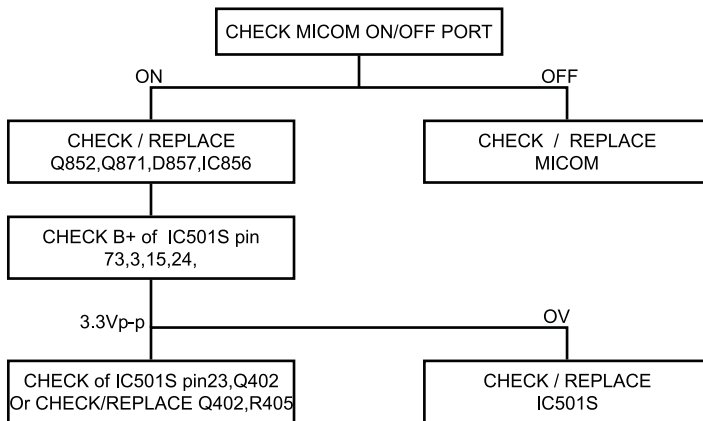 CHECK MICOM ON/OFF PORT
ON
OFF
CHECK / REPLACE
Q852,Q871,D857,IC856
CHECK / REPLACE
MICOM
CHECK B+ of IC501S pin
73,3,15,24,
3.3Vp-p
OV
CHECK of IC501S pin23,Q402
Or CHECK/REPLACE Q402,R405
CHECK / REPLACE
IC501S